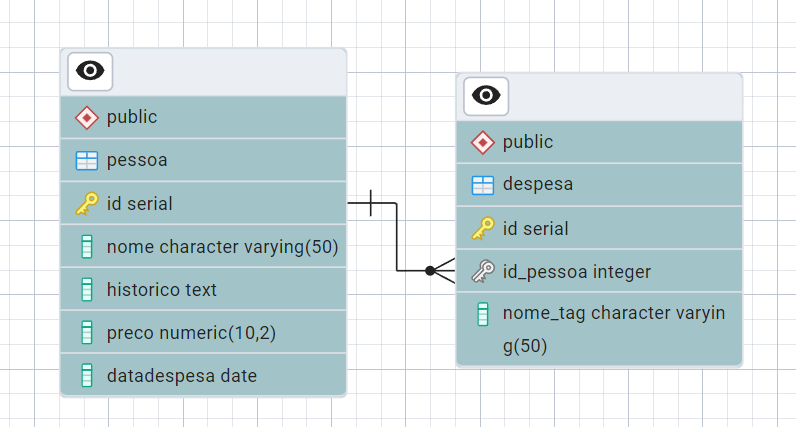 public
pessoa
id serial
nome character varying(50)
historico text
preco numeric(10,2)
datadespesa date
public
despesa
id serial
id_pessoa integer
nome_tag character varyin
g(50)